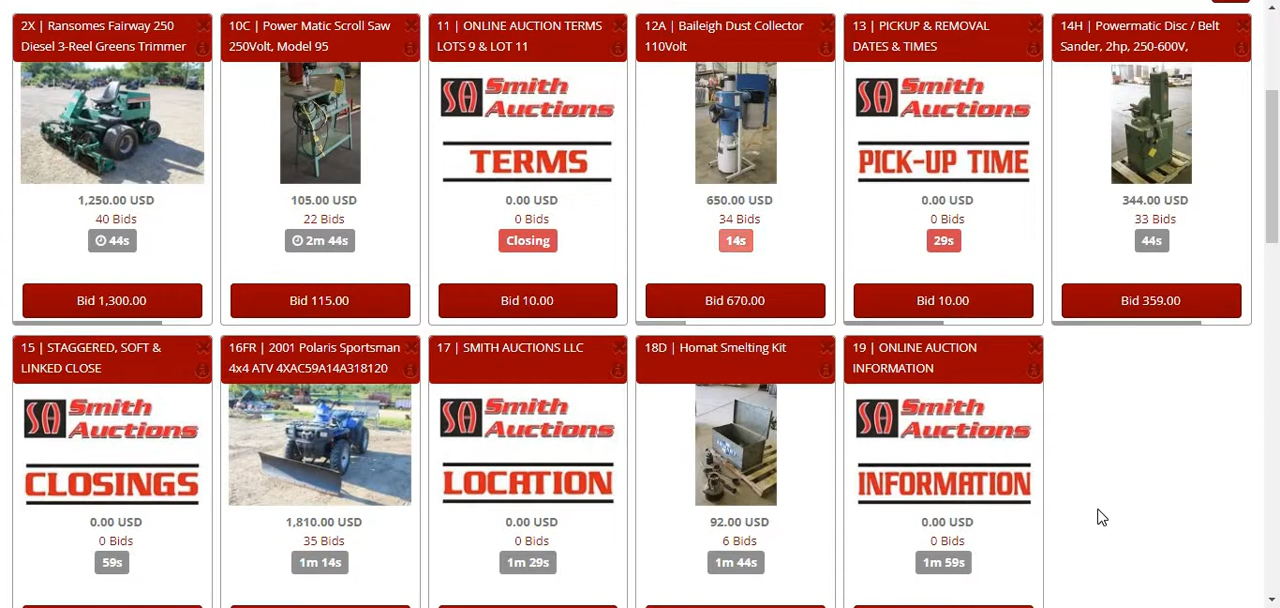 2X | Ransomes Fairway 250
Diesel 3-Reel Greens Trimmer
1,250.00 USD
40 Bids
44s
Bid 1,300.00
10C | Power Matic Scroll Saw
250Volt, Model 95
105.00 USD
22 Bids
2m 44s
Bid 115.00
11 | ONLINE AUCTION TERMS
LOTS 9 & LOT 11
SA Smith
Auctions
TERMS
0.00 USD
0 Bids
Closing
Bid 10.00
12A | Baileigh Dust Collector
110Volt
650.00 USD
34 Bids
14s
Bid 670.00
13 | PICKUP & REMOVAL
DATES & TIMES
SA Smith
Auctions
PICK-UP TIME
0.00 USD
0 Bids
29s
Bid 10.00
14H | Powermatic Disc / Belt
Sander, 2hp, 250-600V,
344.00 USD
33 Bids
44s
Bid 359.00
15 | STAGGERED, SOFT &
LINKED CLOSE
SA Smith
Auctions
CLOSINGS
0.00 USD
0 Bids
59s
16FR | 2001 Polaris Sportsman
4x4 ATV 4XAC59A14A318120
1,810.00 USD
35 Bids
1m 14s
17 | SMITH AUCTIONS LLC
SA Smith
Auctions
LOCATION
0.00 USD
0 Bids
1m 29s
18D | Homat Smelting Kit
92.00 USD
6 Bids
1m 44s
19 | ONLINE AUCTION
INFORMATION
SA Smith
Auctions
INFORMATION
0.00 USD
0 Bids
1m 59s